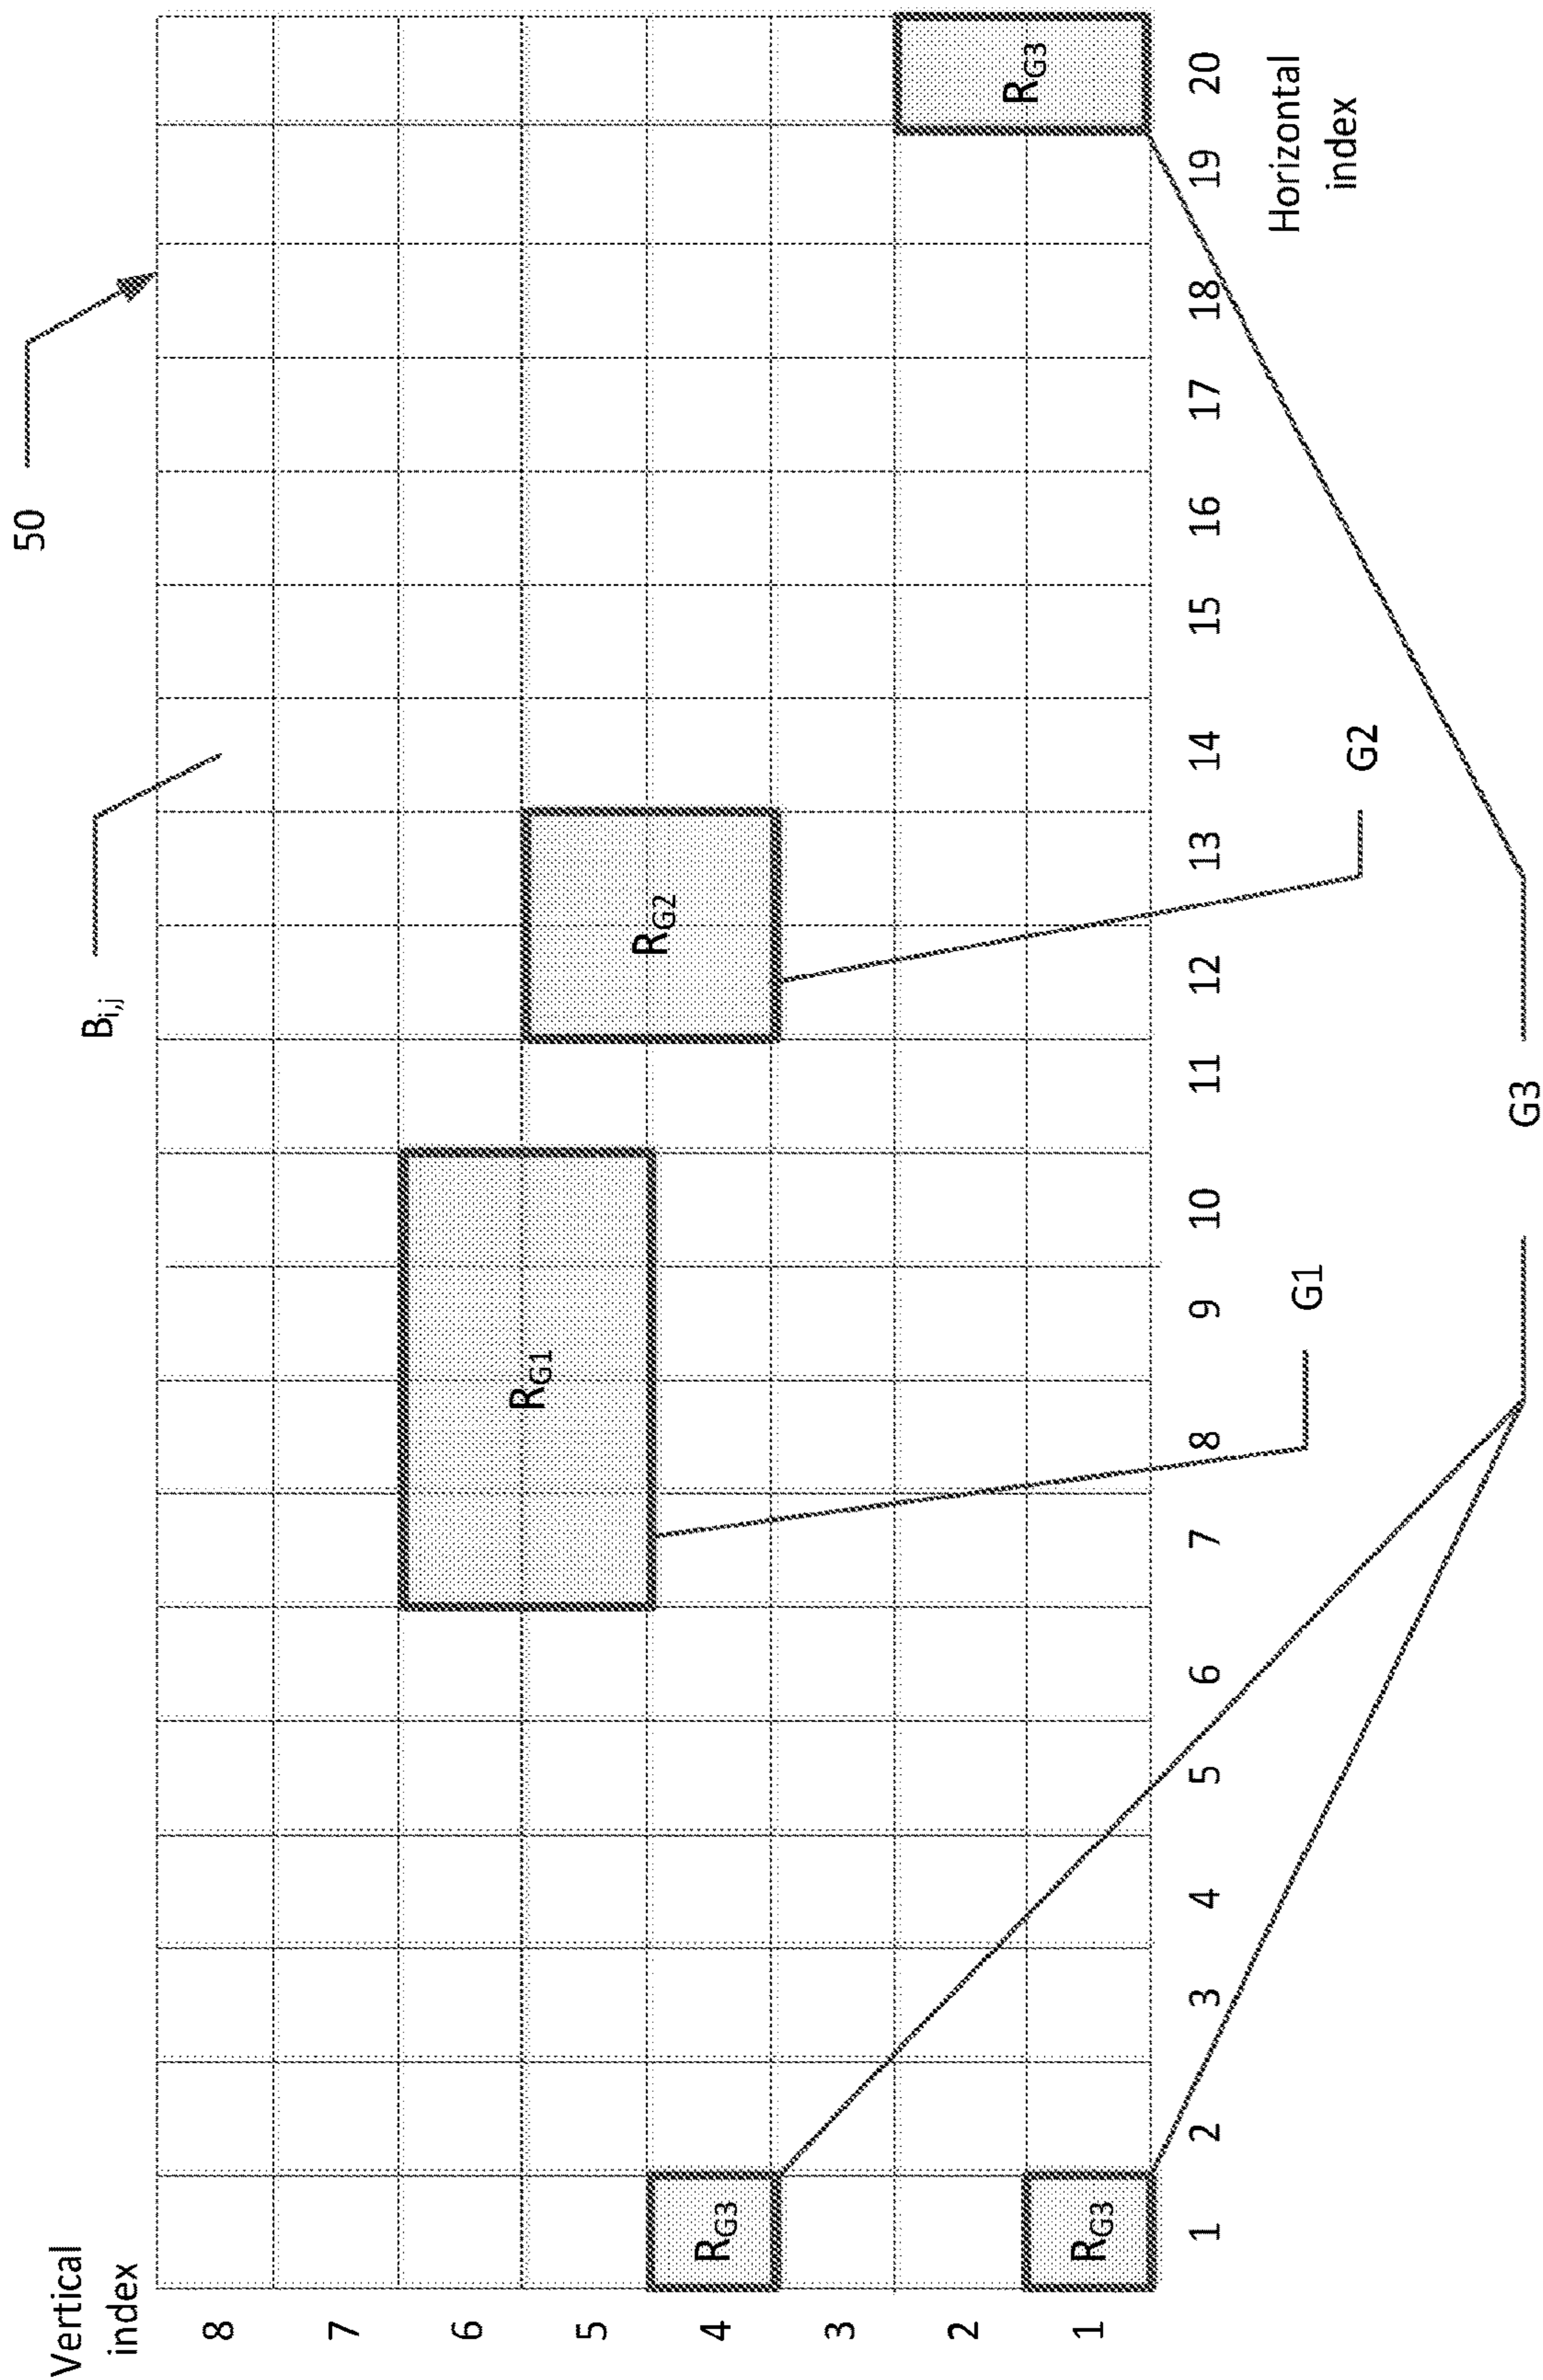 50
B_i,j
Vertical
index
8
7
6
5
4
3
2
1
R_G1
R_G2
R_G3
R_G3
R_G3
1 2 3 4 5 6 7 8 9 10 11 12 13 14 15 16 17 18 19 20
Horizontal
index
G1
G2
G3